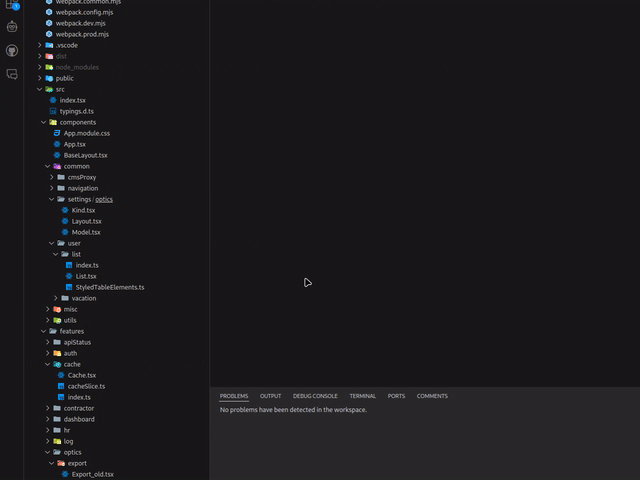 webpack.common.mjs
webpack.config.mjs
webpack.dev.mjs
webpack.prod.mjs
.vscode
dist
node_modules
public
src
index.tsx
typings.d.ts
components
App.module.css
App.tsx
BaseLayout.tsx
common
cmsProxy
navigation
settings / optics
Kind.tsx
Layout.tsx
Model.tsx
user
list
index.ts
List.tsx
StyledTableElements.ts
vacation
misc
utils
features
apiStatus
auth
cache
Cache.tsx
cacheSlice.ts
index.ts
contractor
dashboard
hr
log
optics
export
Export_old.tsx
PROBLEMS OUTPUT DEBUG CONSOLE TERMINAL PORTS COMMENTS
No problems have been detected in the workspace.